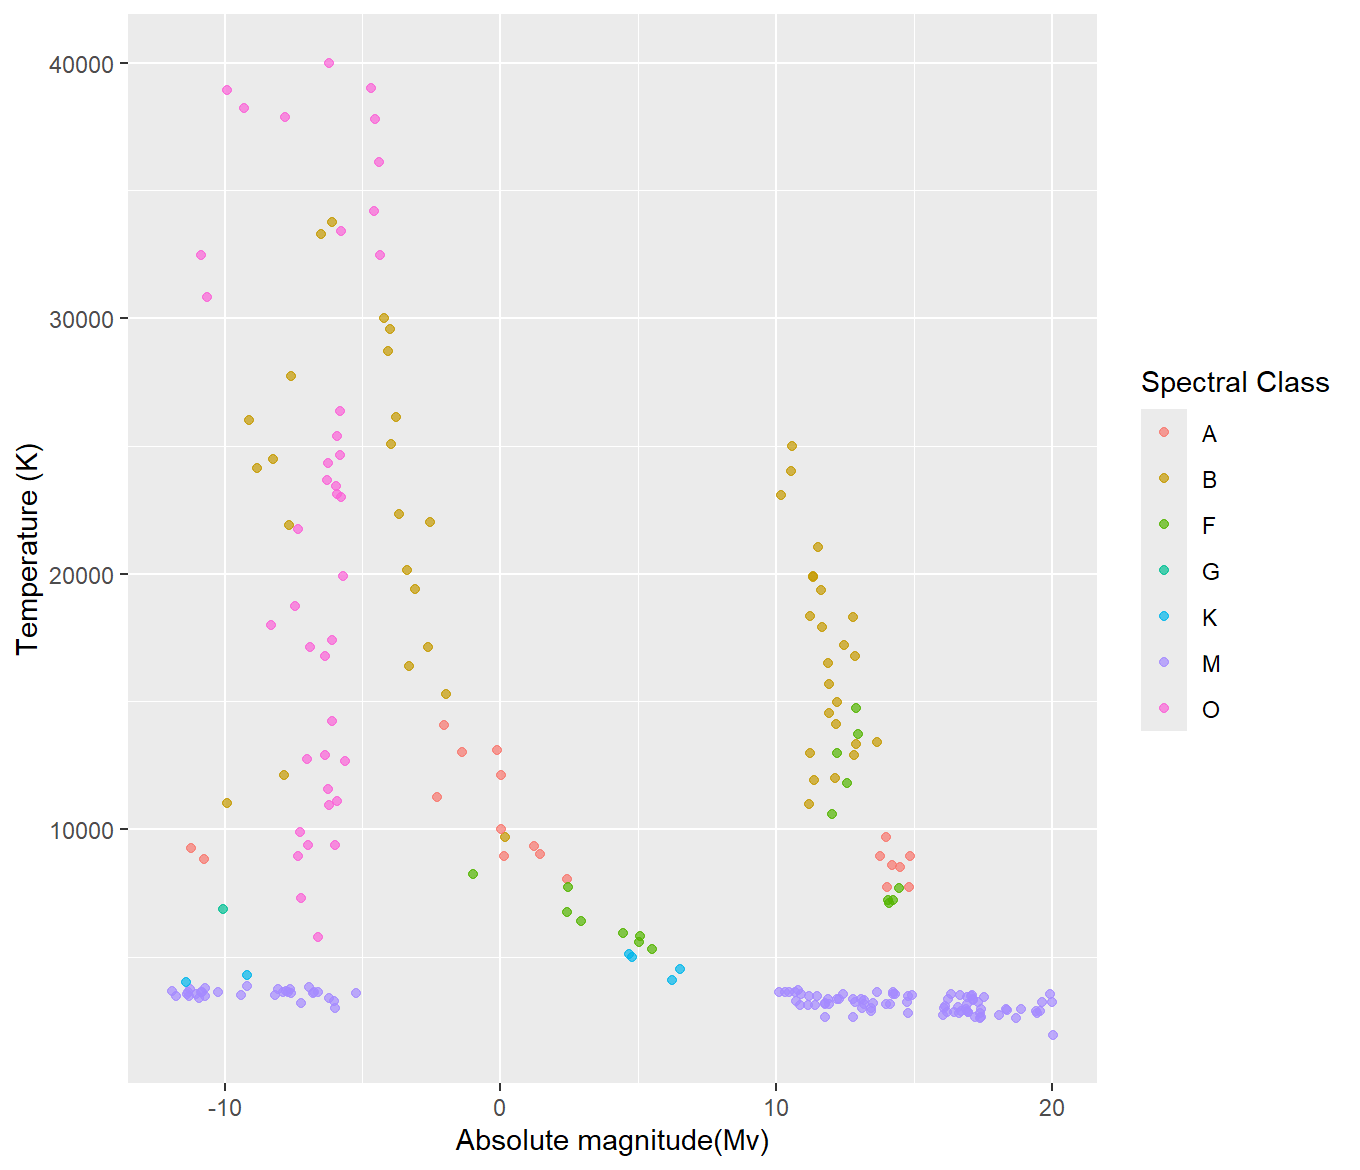 40000
30000
20000
10000
Temperature (K)
-10
0
10
20
Absolute magnitude(Mv)
Spectral Class
A
B
F
G
K
M
O